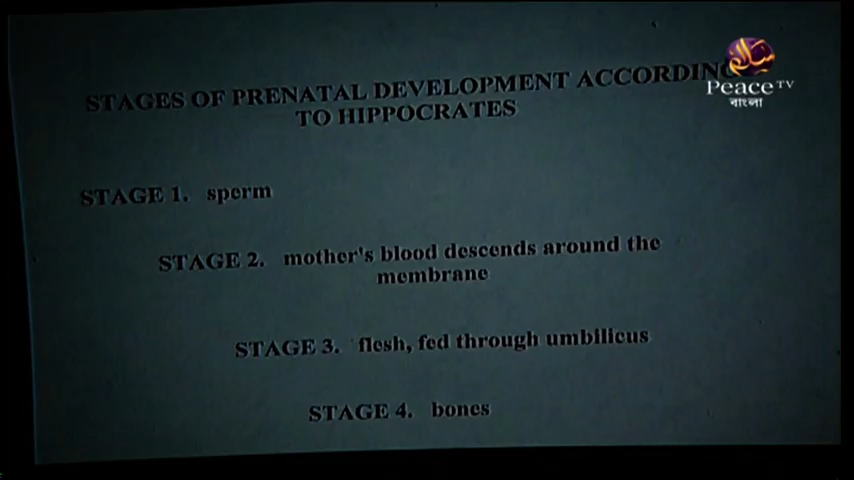 STAGES OF PRENATAL DEVELOPMENT ACCORDING
TO HIPPOCRATES
STAGE 1. sperm
STAGE 2. mother's blood descends around the
membrane
STAGE 3. flesh, fed through umbilicus
STAGE 4. bones
سلام
Peace TV
বাংলা